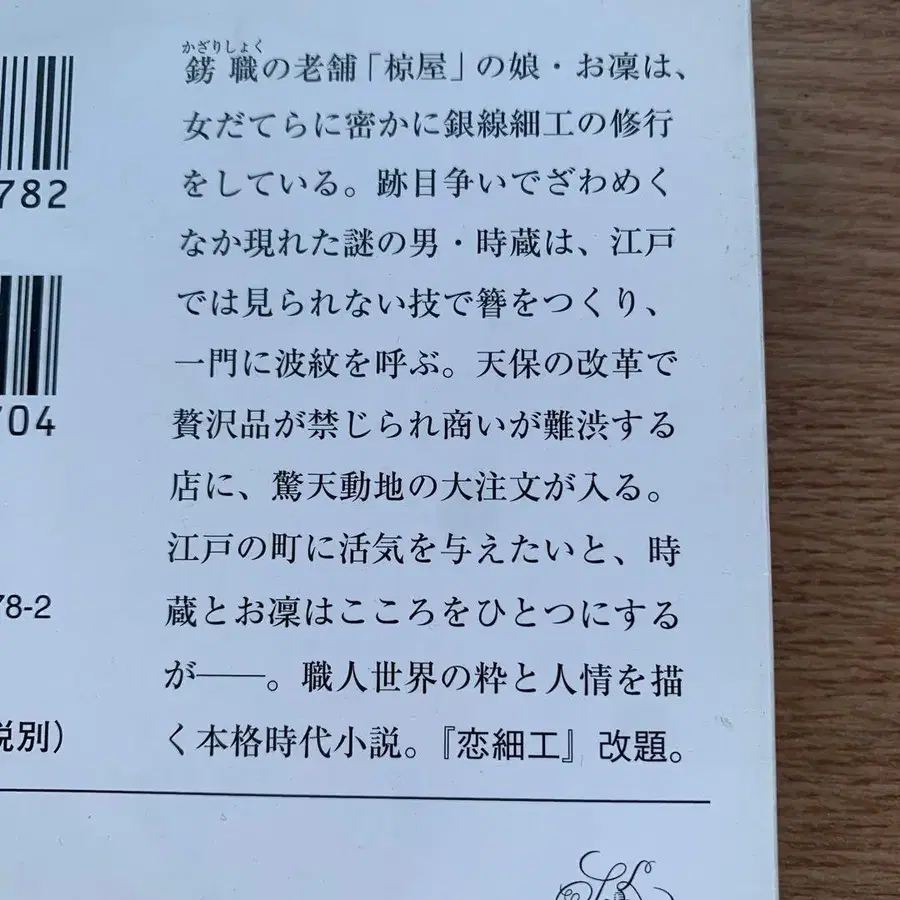 かざりしょく
錺職の老舗「椋屋」の娘・お凜は、
女だてらに密かに銀線細工の修行
をしている。跡目争いでざわめく
なか現れた謎の男・時蔵は、江戸
では見られない技で簪をつくり、
一門に波紋を呼ぶ。天保の改革で
贅沢品が禁じられ商いが難渋する
店に、驚天動地の大注文が入る。
江戸の町に活気を与えたいと、時
蔵とお凜はこころをひとつにする
が——。職人世界の粋と人情を描
く本格時代小説。『恋細工』改題。
782
704
78-2
税別）